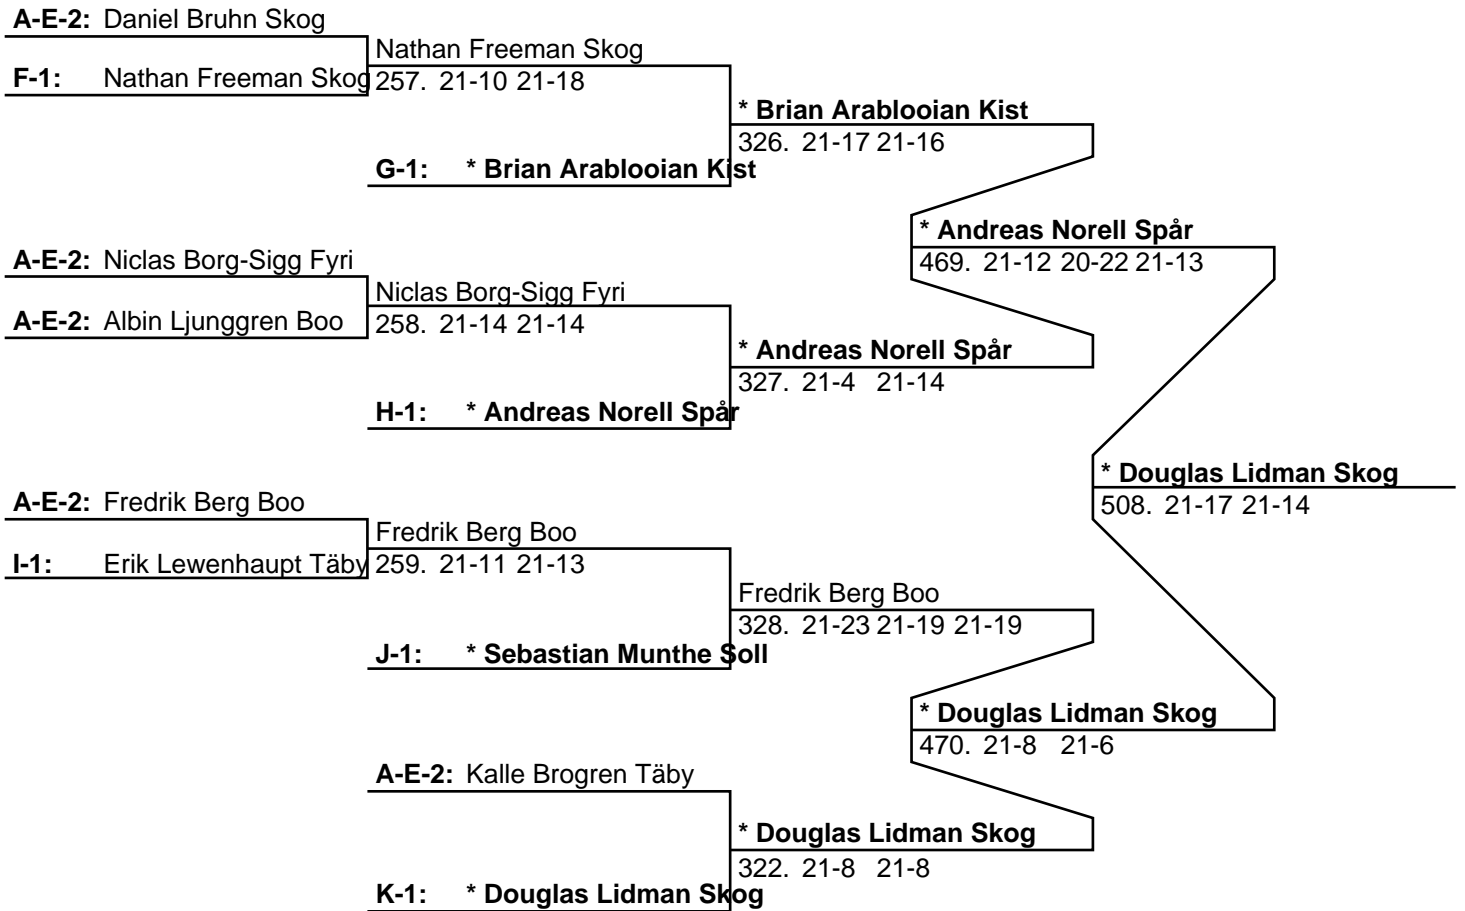 A-E-2: Daniel Bruhn Skog
Nathan Freeman Skog
F-1: Nathan Freeman Skog
257. 21-10 21-18
* Brian Arablooian Kist
326. 21-17 21-16
G-1: * Brian Arablooian Kist
* Andreas Norell Spår
469. 21-12 20-22 21-13
A-E-2: Niclas Borg-Sigg Fyri
Niclas Borg-Sigg Fyri
A-E-2: Albin Ljunggren Boo
258. 21-14 21-14
* Andreas Norell Spår
327. 21-4 21-14
H-1: * Andreas Norell Spår
* Douglas Lidman Skog
508. 21-17 21-14
A-E-2: Fredrik Berg Boo
Fredrik Berg Boo
I-1: Erik Lewenhaupt Täby
259. 21-11 21-13
Fredrik Berg Boo
328. 21-23 21-19 21-19
J-1: * Sebastian Munthe Soll
* Douglas Lidman Skog
470. 21-8 21-6
A-E-2: Kalle Brogren Täby
* Douglas Lidman Skog
322. 21-8 21-8
K-1: * Douglas Lidman Skog